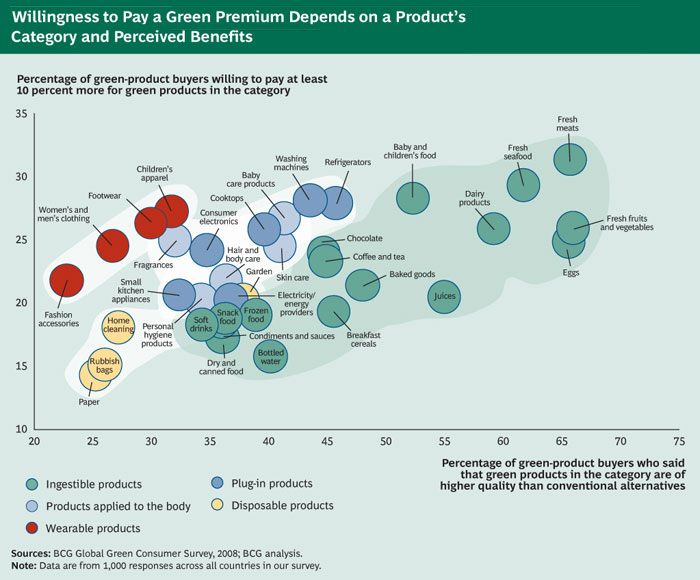 Willingness to Pay a Green Premium Depends on a Product's
Category and Perceived Benefits
Percentage of green-product buyers willing to pay at least
10 percent more for green products in the category
35
30
25
20
15
10
20
25
30
35
40
45
50
55
60
65
70
75
Fresh
meats
Fresh
seafood
Baby and
children's food
Washing
machines
Refrigerators
Children's
apparel
Baby
care products
Footwear
Cooktops
Dairy
products
Women's and
men's clothing
Consumer
electronics
Fresh fruits
and vegetables
Chocolate
Hair and
body care
Coffee and tea
Fragrances
Skin care
Garden
Baked goods
Eggs
Small
kitchen
appliances
Electricity/
energy
providers
Juices
Fashion
accessories
Home
cleaning
Personal
hygiene
products
Soft
drinks
Snack
food
Frozen
food
Condiments and sauces
Breakfast
cereals
Rubbish
bags
Dry and
canned food
Bottled
water
Paper
Percentage of green-product buyers who said
that green products in the category are of
higher quality than conventional alternatives
Ingestible products
Plug-in products
Products applied to the body
Disposable products
Wearable products
Sources: BCG Global Green Consumer Survey, 2008; BCG analysis.
Note: Data are from 1,000 responses across all countries in our survey.